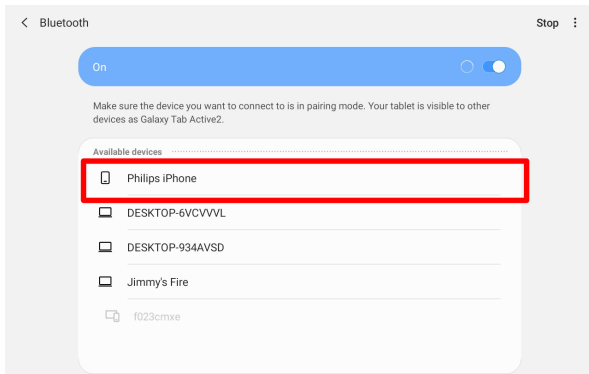 Bluetooth
Stop
On
Make sure the device you want to connect to is in pairing mode. Your tablet is visible to other
devices as Galaxy Tab Active2.
Available devices
Philips iPhone
DESKTOP-6VCVVVL
DESKTOP-934AVSD
Jimmy's Fire
f023cmxe